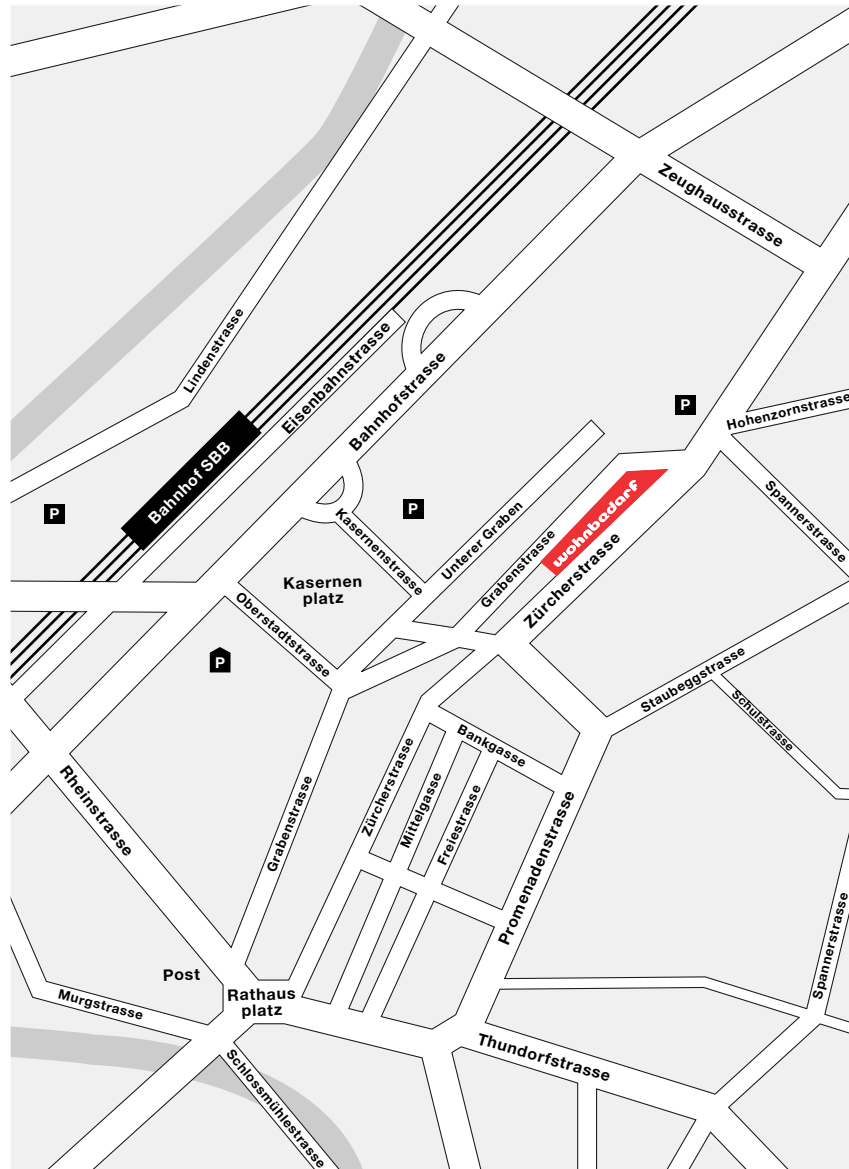 Zeughausstrasse
Lindenstrasse
Eisenbahnstrasse
Bahnhofstrasse
P
Hohenzornstrasse
Bahnhof SBB
P
P
Kasernenstrasse
Unterer Graben
wohnbadarf
Spannerstrasse
Grabenstrasse
Zürcherstrasse
Kasernen
platz
Oberstadtstrasse
P
Staubeggstrasse
Schulstrasse
Bankgasse
Zürcherstrasse
Mittelgasse
Freiestrasse
Rheinstrasse
Grabenstrasse
Promenadenstrasse
Spannerstrasse
Post
Rathaus
platz
Murgstrasse
Thundorfstrasse
Schlossmühlestrasse